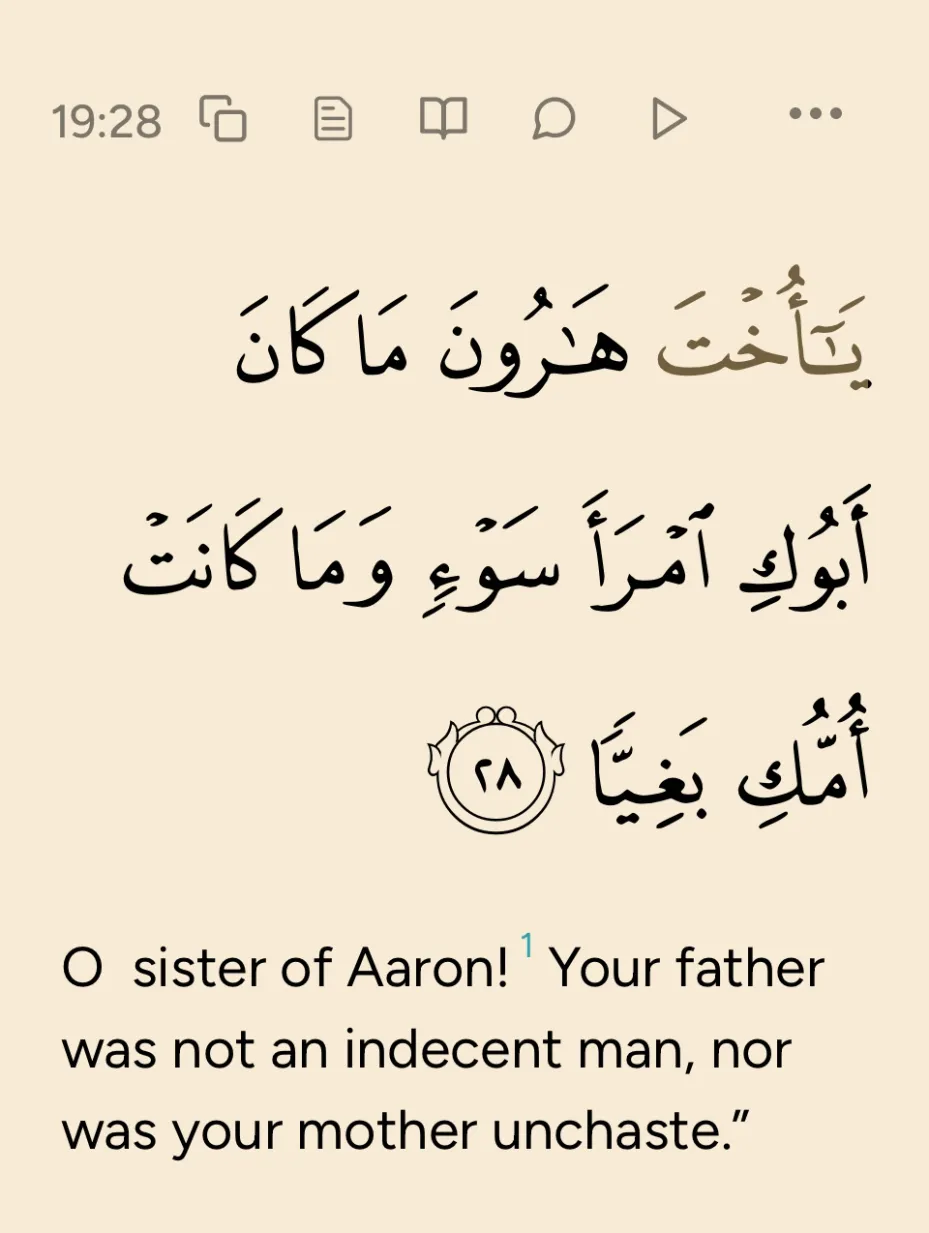 19:28
يَـٰٓأُخْتَ هَـٰرُونَ مَا كَانَ
أَبُوكِ ٱمْرَأَ سَوْءٍ وَمَا كَانَتْ
أُمُّكِ بَغِيًّا ٢٨
O sister of Aaron! 1 Your father
was not an indecent man, nor
was your mother unchaste.”